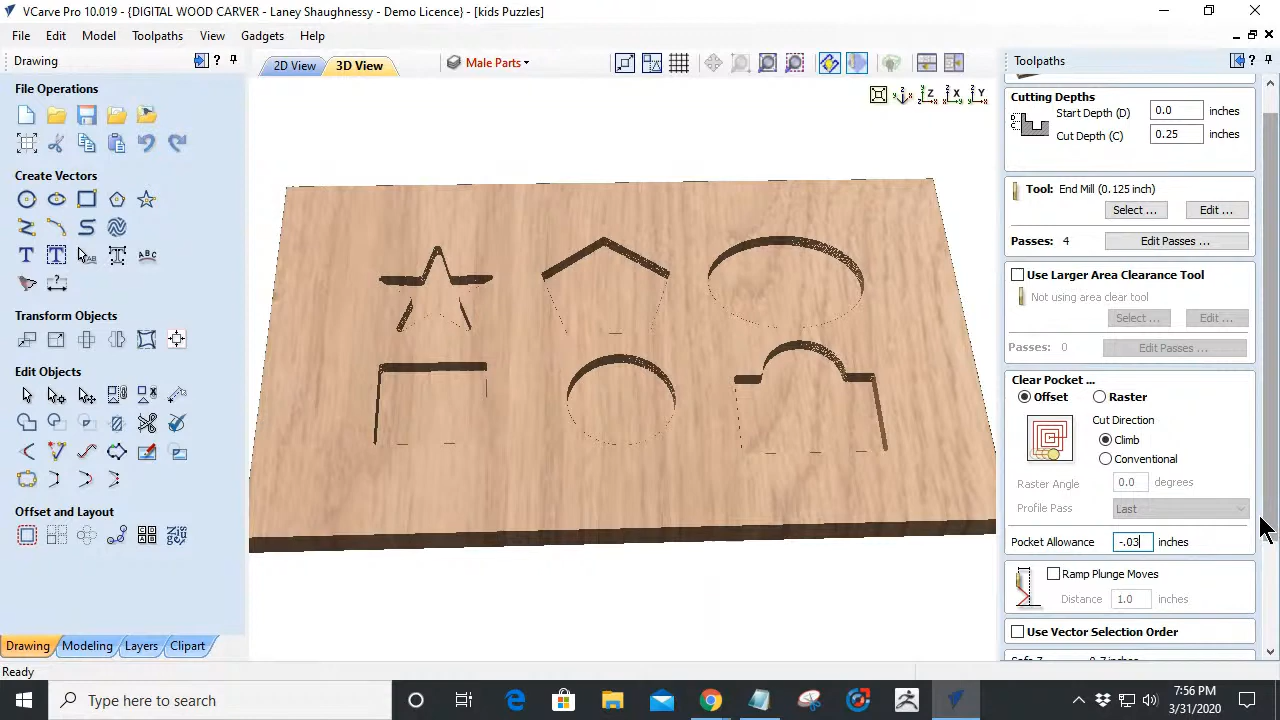 VCarve Pro 10.019 - {DIGITAL WOOD CARVER - Laney Shaughnessy - Demo Licence} - [kids Puzzles]
File Edit Model Toolpaths View Gadgets Help
Drawing
File Operations
Create Vectors
Transform Objects
Edit Objects
Offset and Layout
Drawing Modeling Layers Clipart
2D View 3D View Male Parts
Toolpaths
Cutting Depths
Start Depth (D) 0.0 inches
Cut Depth (C) 0.25 inches
Tool: End Mill (0.125 inch)
Select ... Edit ...
Passes: 4 Edit Passes ...
Use Larger Area Clearance Tool
Not using area clear tool
Select ... Edit ...
Passes: 0 Edit Passes ...
Clear Pocket ...
Offset Raster
Cut Direction
Climb
Conventional
Raster Angle 0.0 degrees
Profile Pass Last
Pocket Allowance -.03 inches
Ramp Plunge Moves
Distance 1.0 inches
Use Vector Selection Order
Ready
Type here to search
7:56 PM
3/31/2020